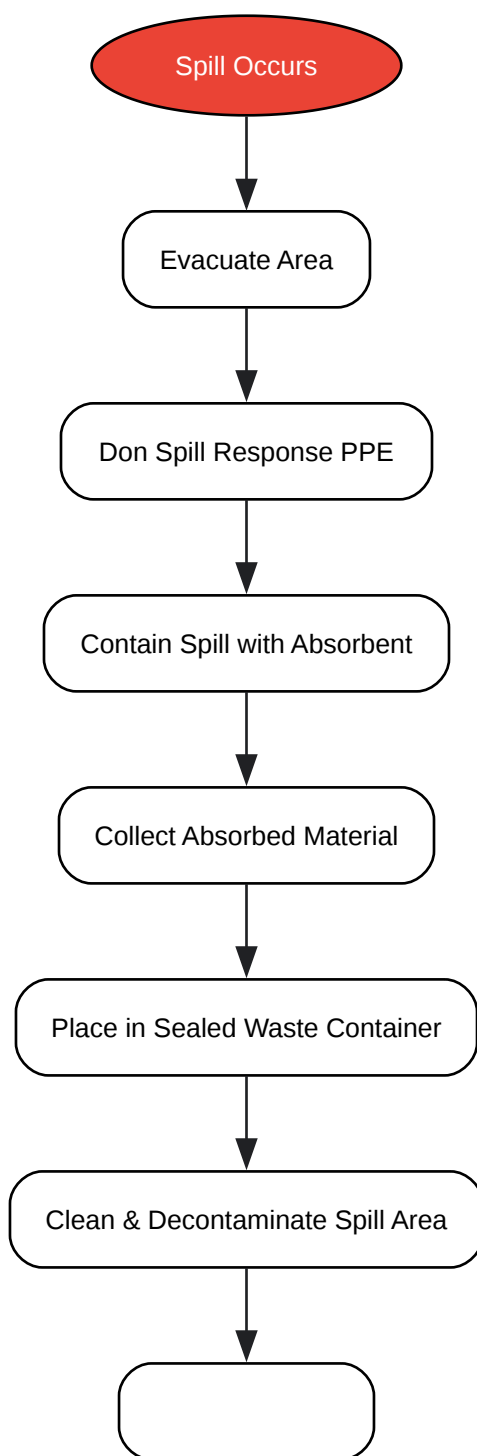 Spill Occurs
Evacuate Area
Don Spill Response PPE
Contain Spill with Absorbent
Collect Absorbed Material
Place in Sealed Waste Container
Clean & Decontaminate Spill Area